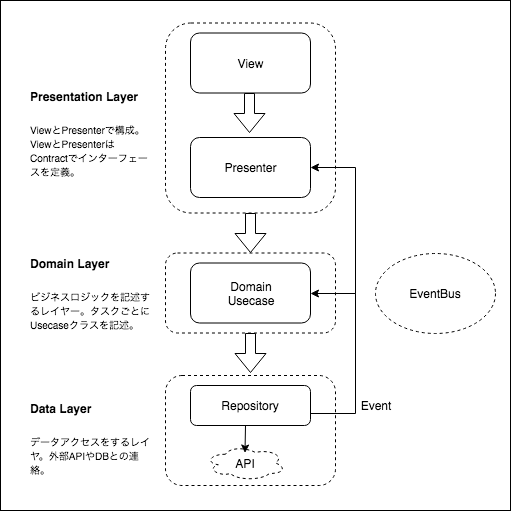 View
Presentation Layer
ViewとPresenterで構成。
ViewとPresenterは
Contractでインターフェー
スを定義。
Presenter
Domain Layer
ビジネスロジックを記述す
るレイヤー。タスクごとに
Usecaseクラスを記述。
Domain
Usecase
EventBus
Data Layer
Repository
Event
データアクセスをするレイ
ヤ。外部APIやDBとの連
絡。
API